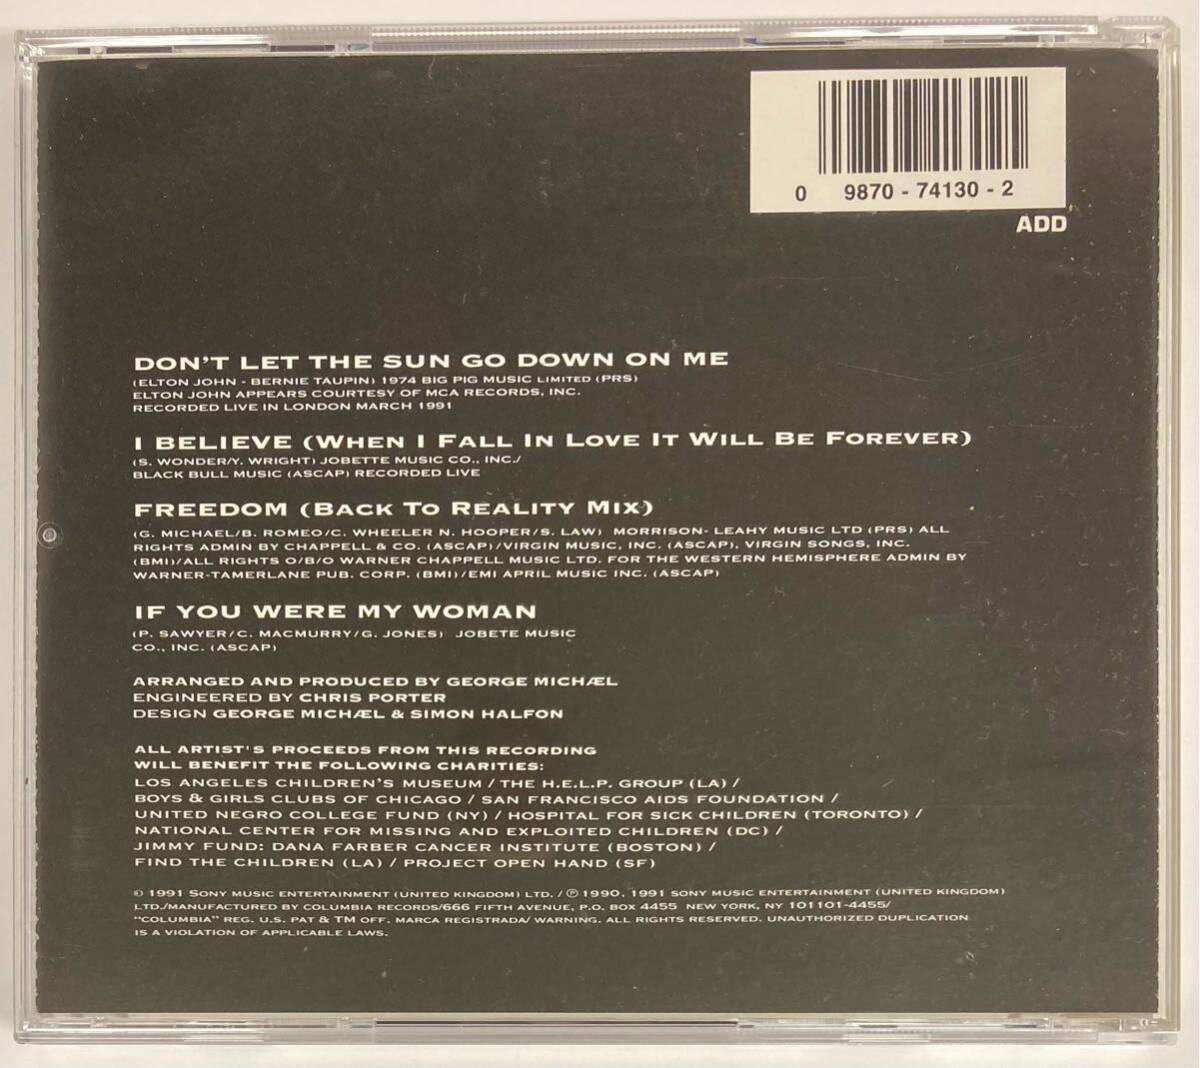 0 9870 - 74130 - 2
ADD
DON'T LET THE SUN GO DOWN ON ME
(ELTON JOHN - BERNIE TAUPIN) 1974 BIG PIG MUSIC LIMITED (PRS)
ELTON JOHN APPEARS COURTESY OF MCA RECORDS, INC.
RECORDED LIVE IN LONDON MARCH 1991
I BELIEVE (WHEN I FALL IN LOVE IT WILL BE FOREVER)
(S. WONDER/Y. WRIGHT) JOBETTE MUSIC CO., INC./
BLACK BULL MUSIC (ASCAP) RECORDED LIVE
FREEDOM (BACK TO REALITY MIX)
(G. MICHAEL/B. ROMEO/C. WHEELER N. HOOPER/S. LAW) MORRISON- LEAHY MUSIC LTD (PRS) ALL
RIGHTS ADMIN BY CHAPPELL & CO. (ASCAP)/VIRGIN MUSIC, INC. (ASCAP), VIRGIN SONGS, INC.
(BMI)/ALL RIGHTS O/B/O WARNER CHAPPELL MUSIC LTD. FOR THE WESTERN HEMISPHERE ADMIN BY
WARNER-TAMERLANE PUB. CORP. (BMI)/EMI APRIL MUSIC INC. (ASCAP)
IF YOU WERE MY WOMAN
(P. SAWYER/C. MACMURRY/G. JONES) JOBETE MUSIC
CO., INC. (ASCAP)
ARRANGED AND PRODUCED BY GEORGE MICHÆL
ENGINEERED BY CHRIS PORTER
DESIGN GEORGE MICHÆL & SIMON HALFON
ALL ARTIST'S PROCEEDS FROM THIS RECORDING
WILL BENEFIT THE FOLLOWING CHARITIES:
LOS ANGELES CHILDREN'S MUSEUM / THE H.E.L.P. GROUP (LA) /
BOYS & GIRLS CLUBS OF CHICAGO / SAN FRANCISCO AIDS FOUNDATION /
UNITED NEGRO COLLEGE FUND (NY) / HOSPITAL FOR SICK CHILDREN (TORONTO) /
NATIONAL CENTER FOR MISSING AND EXPLOITED CHILDREN (DC) /
JIMMY FUND: DANA FARBER CANCER INSTITUTE (BOSTON) /
FIND THE CHILDREN (LA) / PROJECT OPEN HAND (SF)
© 1991 SONY MUSIC ENTERTAINMENT (UNITED KINGDOM) LTD. / ℗ 1990, 1991 SONY MUSIC ENTERTAINMENT (UNITED KINGDOM)
LTD./MANUFACTURED BY COLUMBIA RECORDS/666 FIFTH AVENUE, P.O. BOX 4455 NEW YORK, NY 101101-4455/
"COLUMBIA" REG. U.S. PAT & TM OFF. MARCA REGISTRADA/ WARNING. ALL RIGHTS RESERVED. UNAUTHORIZED DUPLICATION
IS A VIOLATION OF APPLICABLE LAWS.